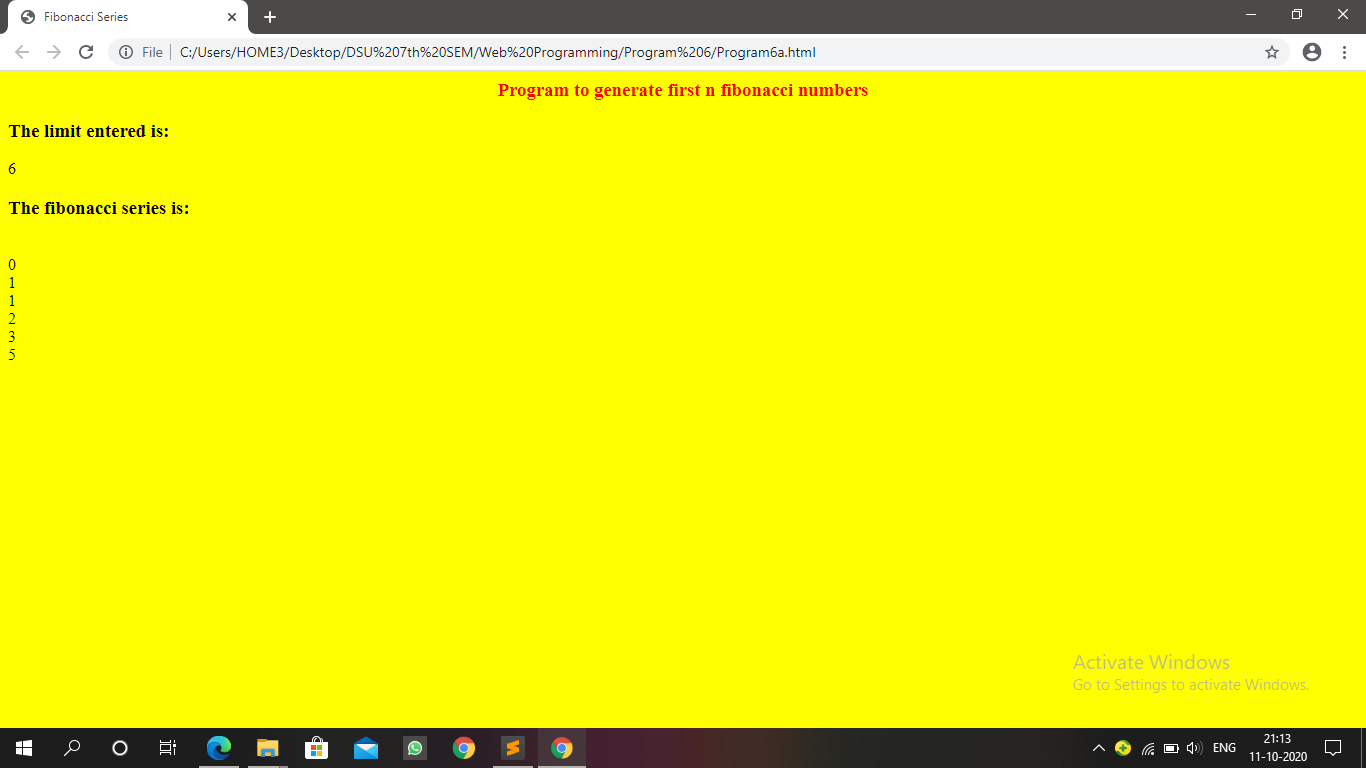 Fibonacci Series
File
C:/Users/HOME3/Desktop/DSU%207th%20SEM/Web%20Programming/Program%206/Program6a.html
Program to generate first n fibonacci numbers
The limit entered is:
6
The fibonacci series is:
0
1
1
2
3
5
Activate Windows
Go to Settings to activate Windows.
ENG
21:13
11-10-2020